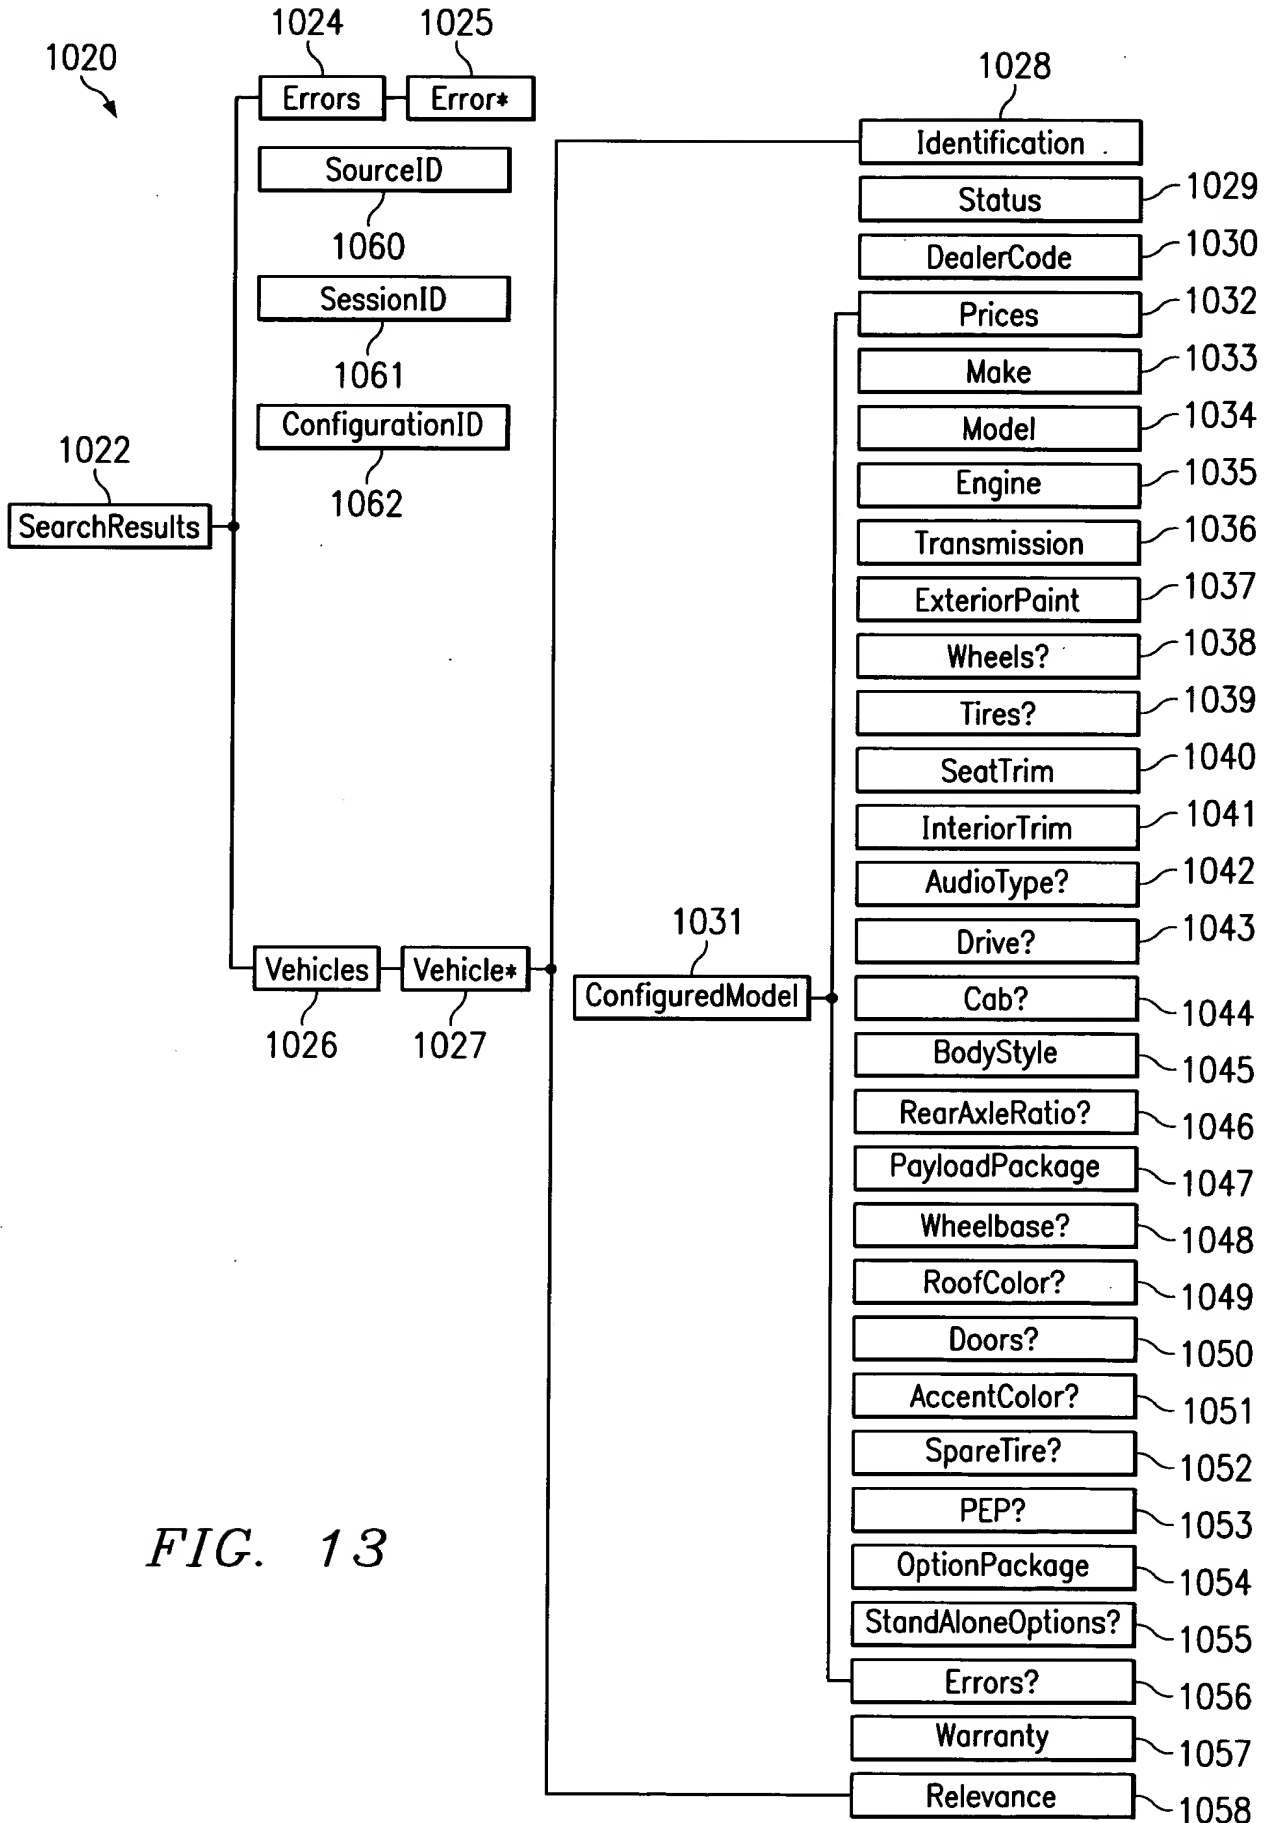 1020
1024
1025
Errors
Error*
SourceID
1060
SessionID
1061
ConfigurationID
1062
1022
SearchResults
Vehicles
Vehicle*
1026
1027
1031
ConfiguredModel
1028
Identification
Status 1029
DealerCode 1030
Prices 1032
Make 1033
Model 1034
Engine 1035
Transmission 1036
ExteriorPaint 1037
Wheels? 1038
Tires? 1039
SeatTrim 1040
InteriorTrim 1041
AudioType? 1042
Drive? 1043
Cab? 1044
BodyStyle 1045
RearAxleRatio? 1046
PayloadPackage 1047
Wheelbase? 1048
RoofColor? 1049
Doors? 1050
AccentColor? 1051
SpareTire? 1052
PEP? 1053
OptionPackage 1054
StandAloneOptions? 1055
Errors? 1056
Warranty 1057
Relevance 1058
FIG. 13